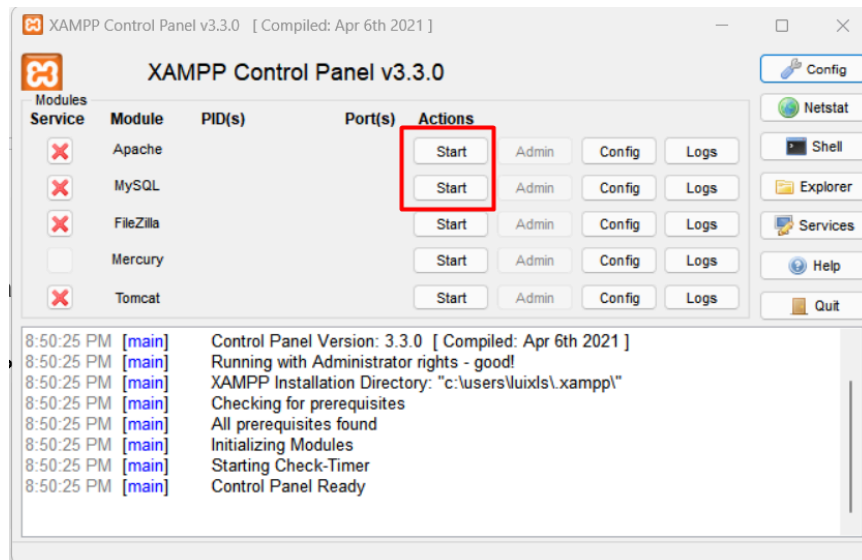 XAMPP Control Panel v3.3.0 [ Compiled: Apr 6th 2021 ]
XAMPP Control Panel v3.3.0
Config
Modules
Service Module PID(s) Port(s) Actions
Netstat
Apache Start Admin Config Logs
Shell
MySQL Start Admin Config Logs
Explorer
FileZilla Start Admin Config Logs
Services
Mercury Start Admin Config Logs
Help
Tomcat Start Admin Config Logs
Quit
8:50:25 PM [main] Control Panel Version: 3.3.0 [ Compiled: Apr 6th 2021 ]
8:50:25 PM [main] Running with Administrator rights - good!
8:50:25 PM [main] XAMPP Installation Directory: "c:\users\luixls\.xampp\"
8:50:25 PM [main] Checking for prerequisites
8:50:25 PM [main] All prerequisites found
8:50:25 PM [main] Initializing Modules
8:50:25 PM [main] Starting Check-Timer
8:50:25 PM [main] Control Panel Ready